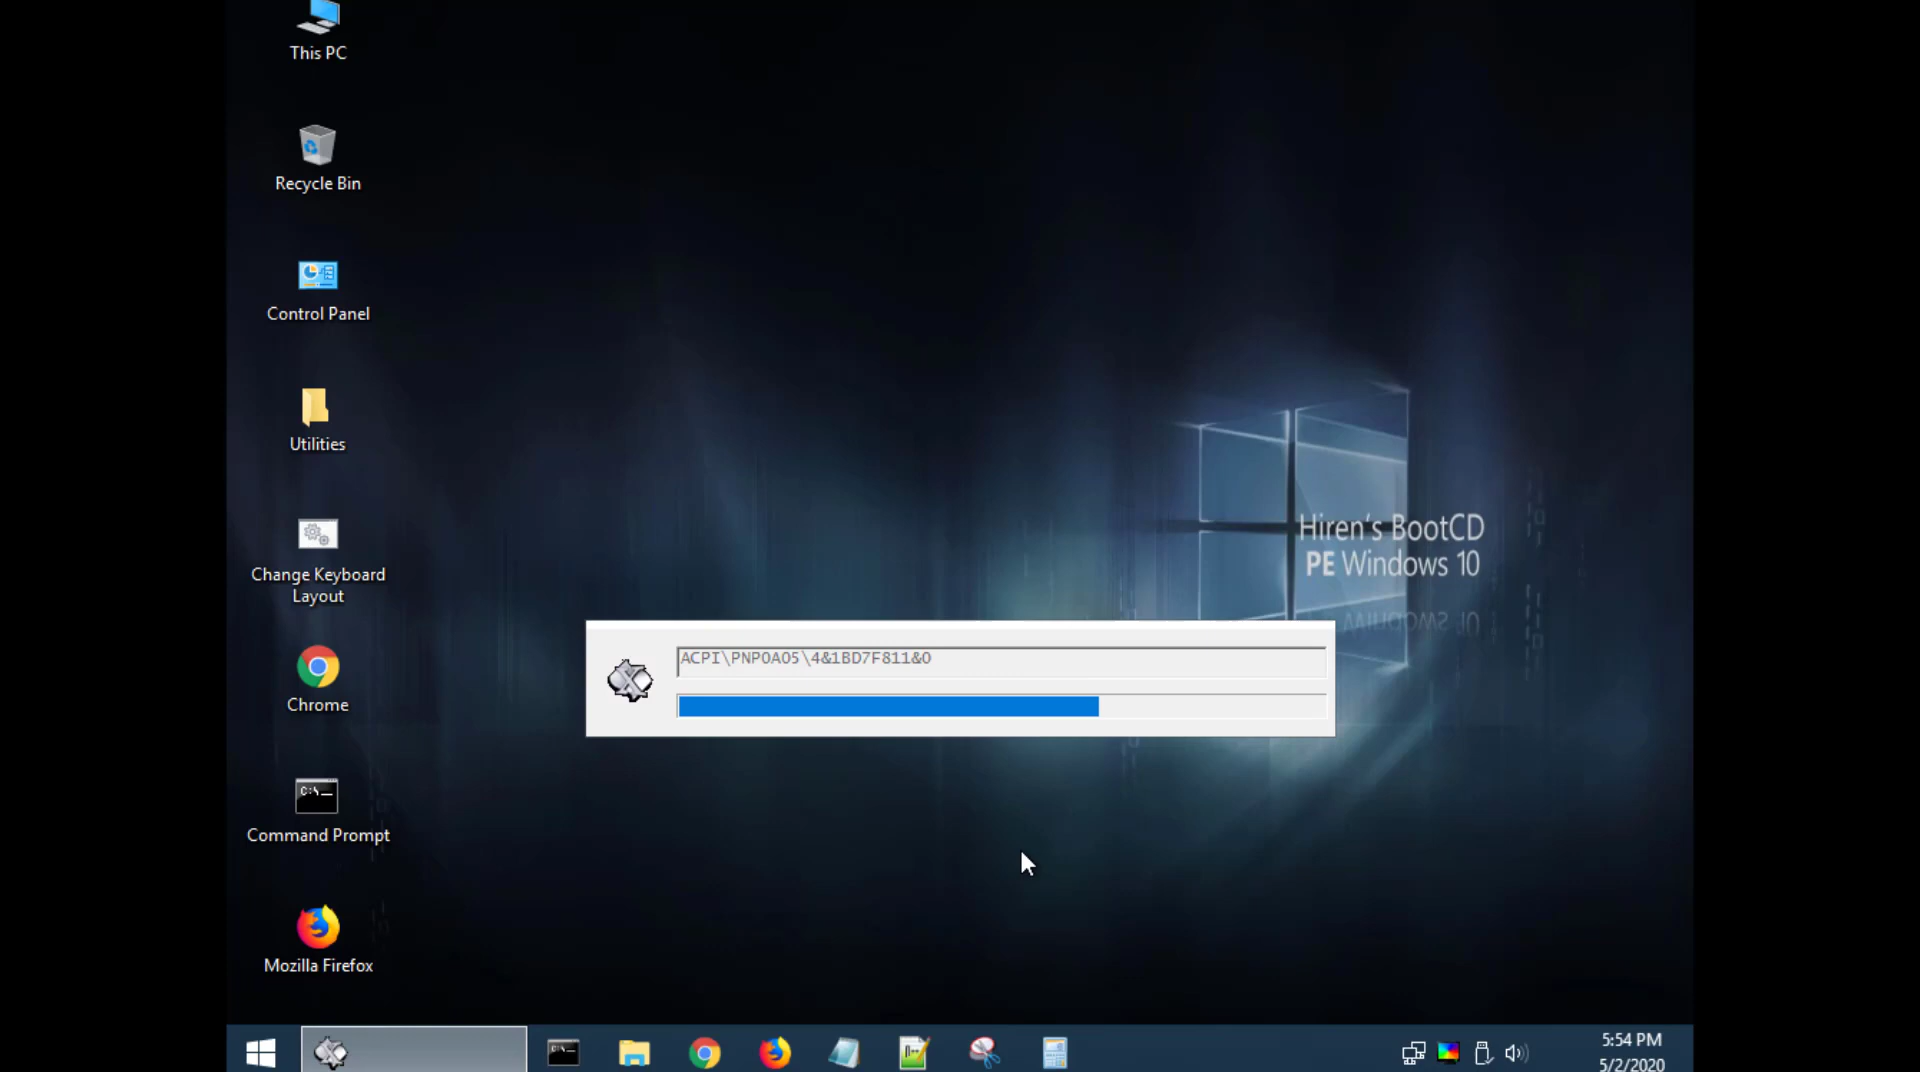 This PC
Recycle Bin
Control Panel
Utilities
Change Keyboard
Layout
Chrome
Command Prompt
Mozilla Firefox
Hiren's BootCD
PE Windows 10
ACPI\PNP0A05\4&1BD7F811&0
5:54 PM
5/2/2020